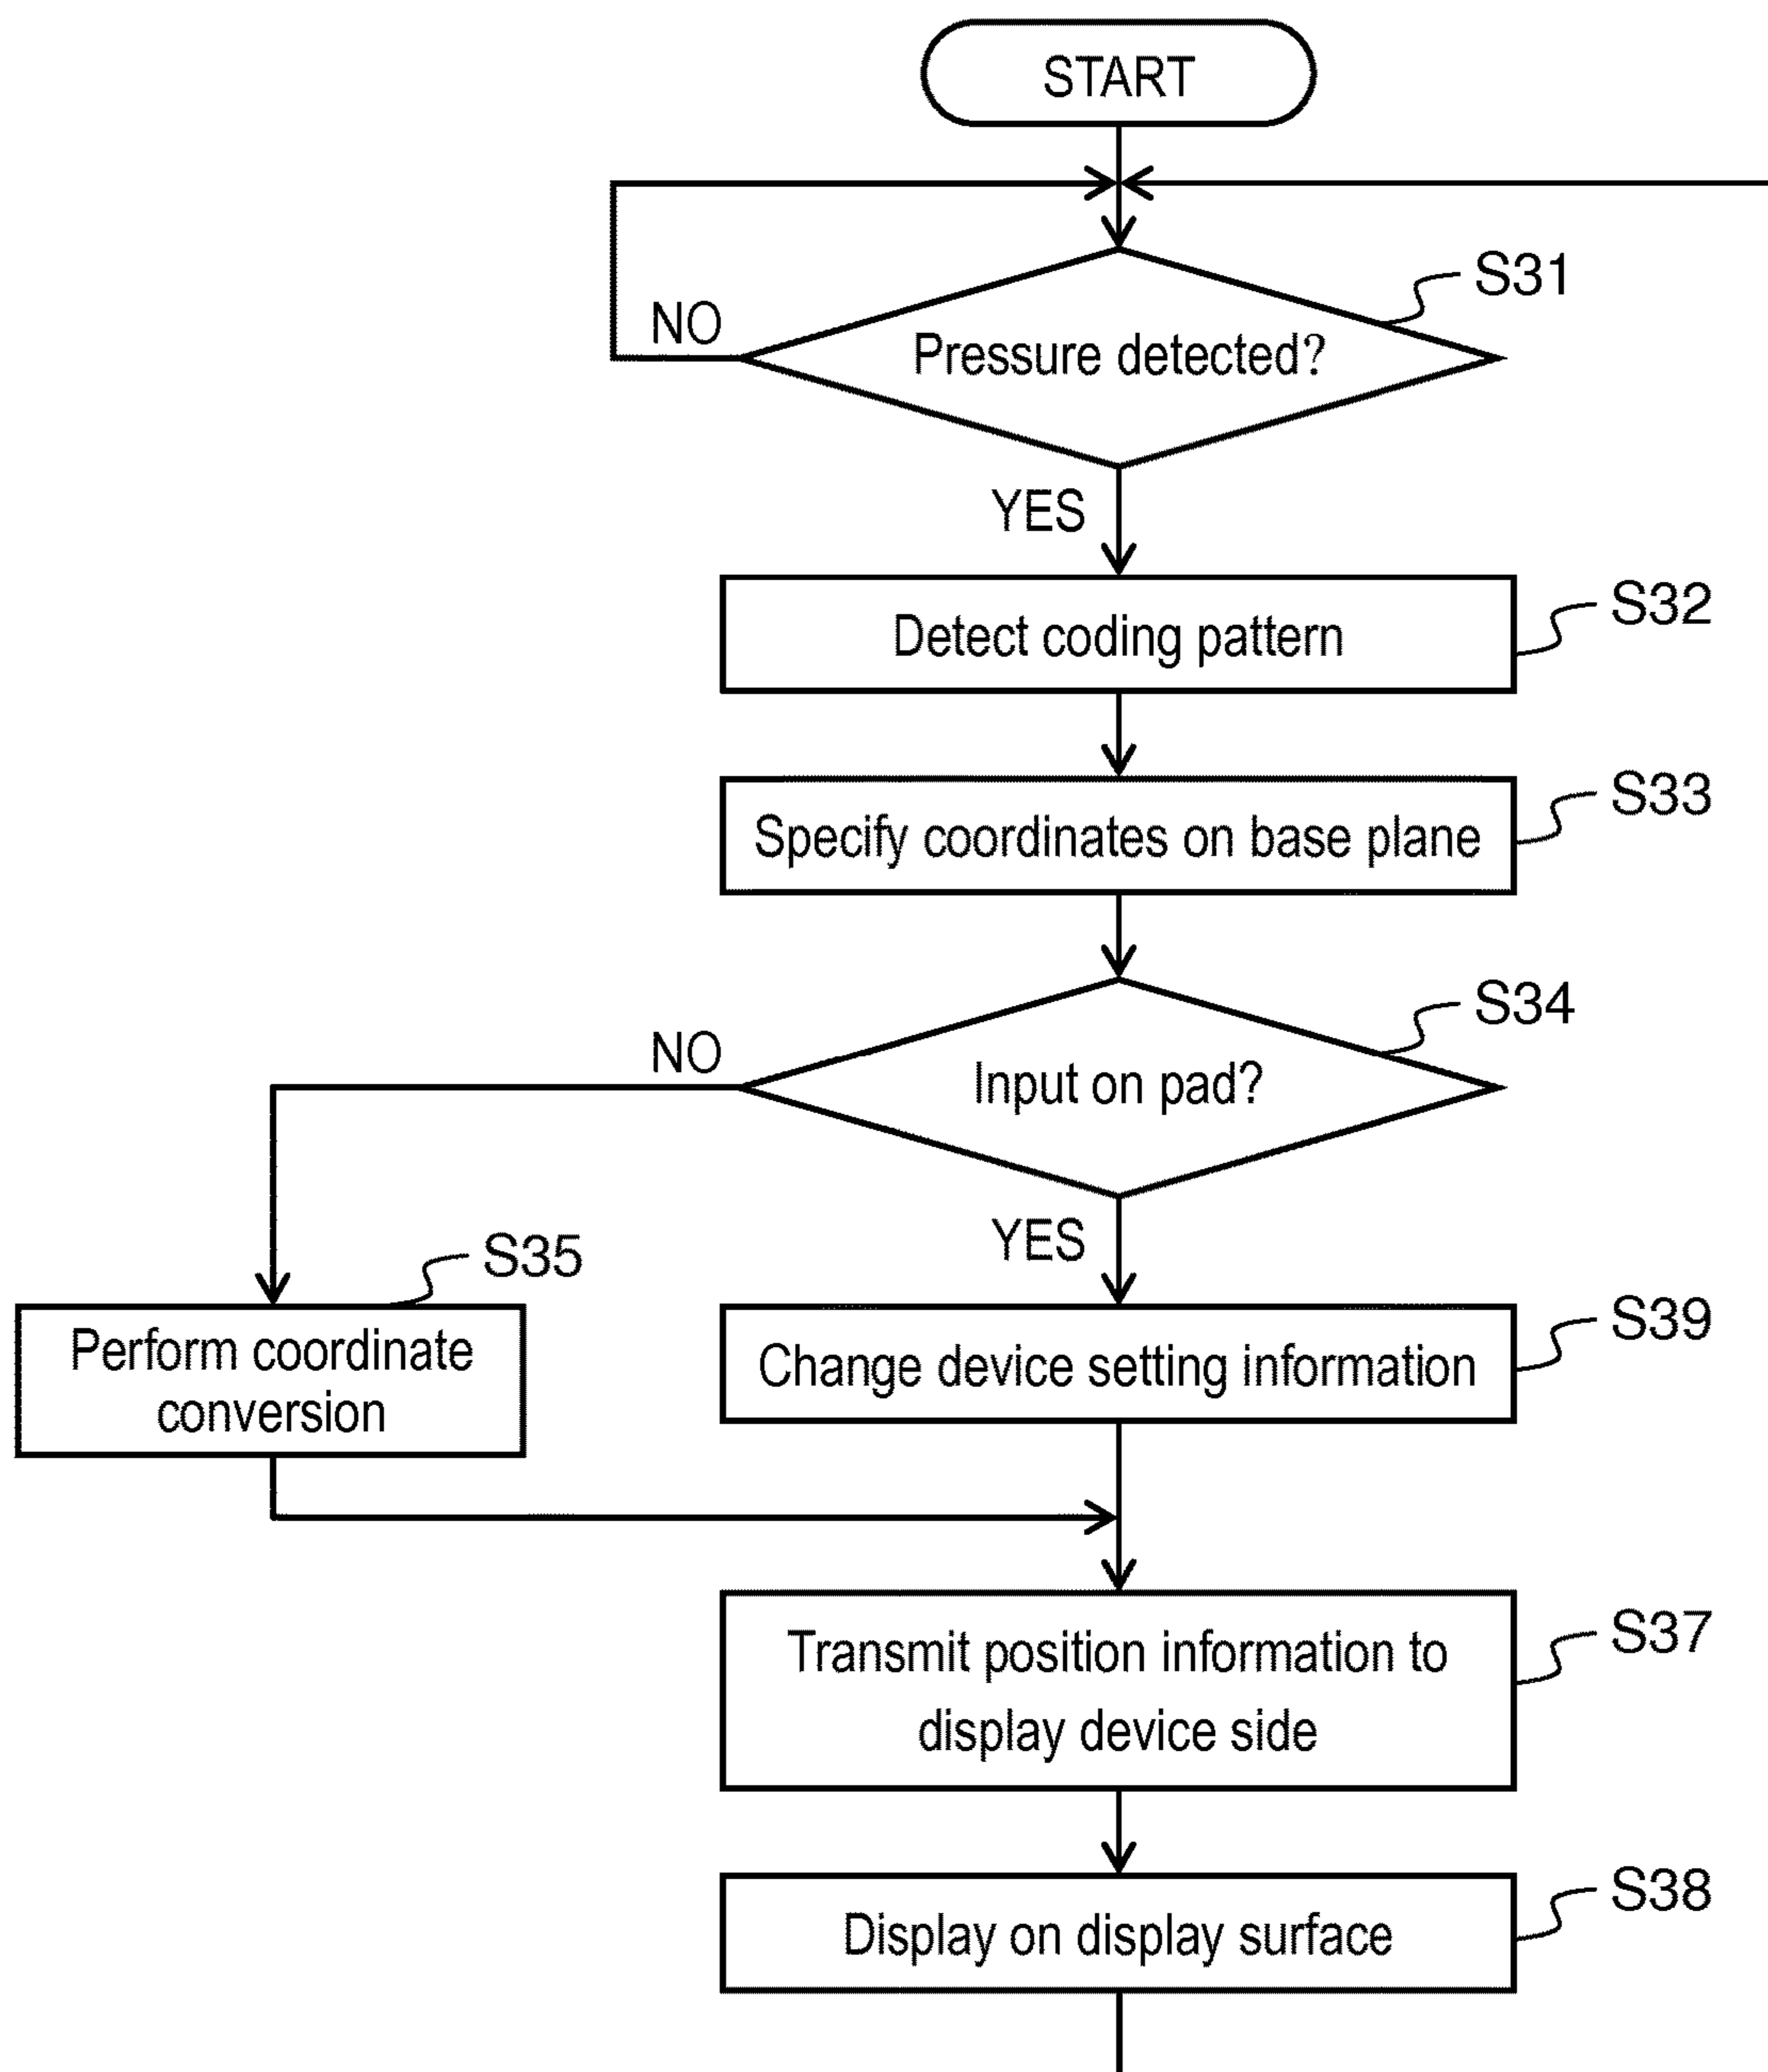 START
S31
NO
Pressure detected?
YES
S32
Detect coding pattern
S33
Specify coordinates on base plane
S34
NO
Input on pad?
YES
S35
Perform coordinate
conversion
S39
Change device setting information
S37
Transmit position information to
display device side
S38
Display on display surface